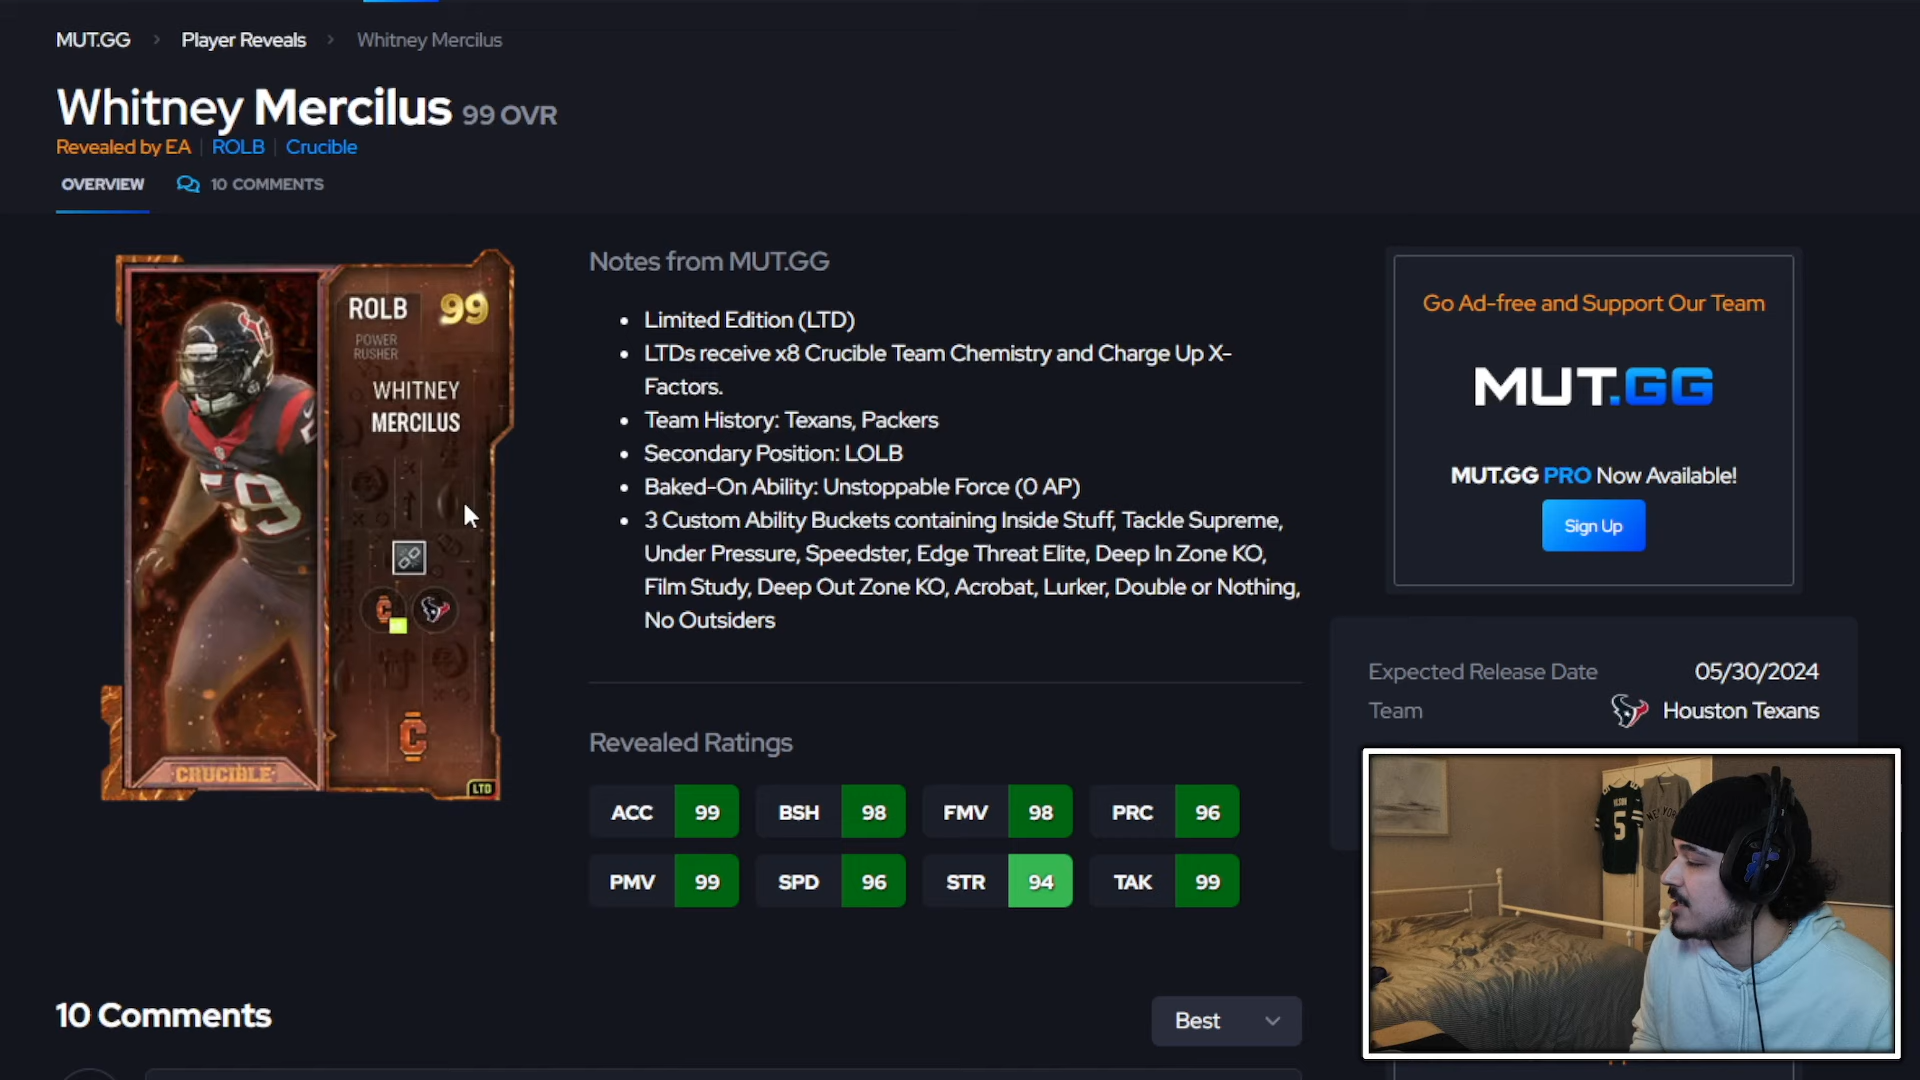 MUT.GG > Player Reveals > Whitney Mercilus
Whitney Mercilus 99 OVR
Revealed by EA | ROLB | Crucible
OVERVIEW 10 COMMENTS
ROLB 99
POWER
RUSHER
WHITNEY
MERCILUS
59
C
C
CRUCIBLE
LTD
Notes from MUT.GG
• Limited Edition (LTD)
• LTDs receive x8 Crucible Team Chemistry and Charge Up X-
Factors.
• Team History: Texans, Packers
• Secondary Position: LOLB
• Baked-On Ability: Unstoppable Force (0 AP)
• 3 Custom Ability Buckets containing Inside Stuff, Tackle Supreme,
Under Pressure, Speedster, Edge Threat Elite, Deep In Zone KO,
Film Study, Deep Out Zone KO, Acrobat, Lurker, Double or Nothing,
No Outsiders
Revealed Ratings
ACC 99 BSH 98 FMV 98 PRC 96
PMV 99 SPD 96 STR 94 TAK 99
10 Comments
Best
Go Ad-free and Support Our Team
MUT.GG
MUT.GG PRO Now Available!
Sign Up
Expected Release Date 05/30/2024
Team Houston Texans
5